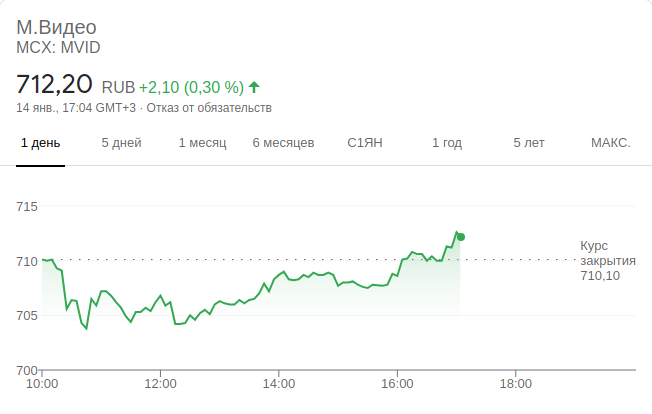 М.Видео
MCX: MVID
712,20 RUB +2,10 (0,30 %)
14 янв., 17:04 GMT+3 · Отказ от обязательств
1 день 5 дней 1 месяц 6 месяцев С1ЯН 1 год 5 лет МАКС.
715
710
705
700
Курс
закрытия
710,10
10:00 12:00 14:00 16:00 18:00